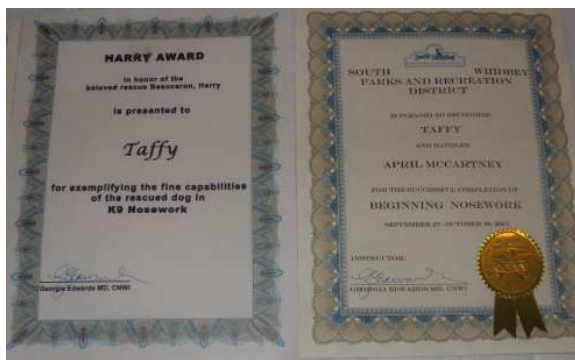 HARRY AWARD
In honor of the
beloved rescue Beauceron, Harry
is presented to
Taffy
for exemplifying the fine capabilities
of the rescued dog in
K9 Nosework
Georgia Edwards MD, CNWI
SOUTH WHIDBEY
PARKS AND RECREATION
DISTRICT
IS PLEASED TO RECOGNIZE
TAFFY
AND HANDLER
APRIL MCCARTNEY
FOR THE SUCCESSFUL COMPLETION OF
BEGINNING NOSEWORK
SEPTEMBER 27-OCTOBER
INSTRUCTOR:
GEORGIA EDWARDS MD, CNWI